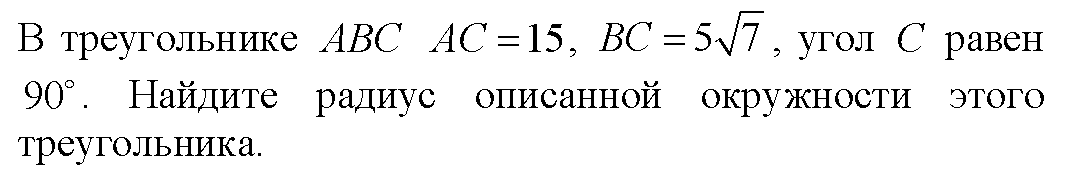 В треугольнике ABC AC = 15, BC = 5√7, угол C равен
90°. Найдите радиус описанной окружности этого
треугольника.